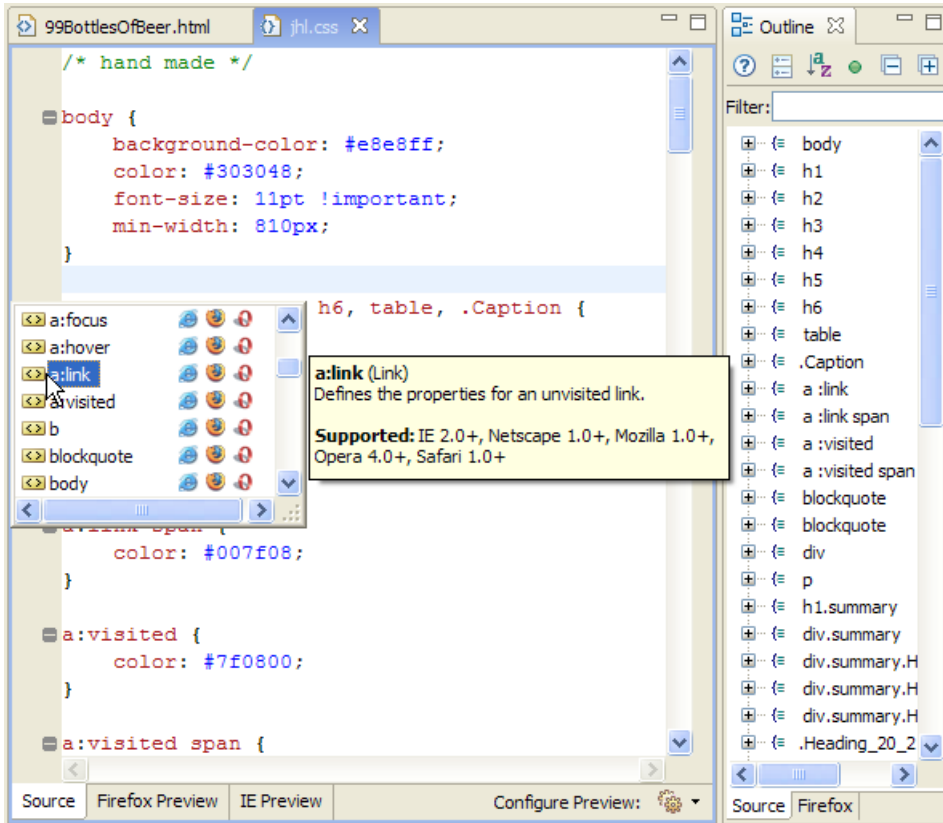 99BottlesOfBeer.html
jhl.css
/* hand made */
body {
background-color: #e8e8ff;
color: #303048;
font-size: 11pt !important;
min-width: 810px;
}
h6, table, .Caption {
a:focus
a:hover
a:link
a:visited
b
blockquote
body
a:link (Link)
Defines the properties for an unvisited link.
Supported: IE 2.0+, Netscape 1.0+, Mozilla 1.0+,
Opera 4.0+, Safari 1.0+
a:link span {
color: #007f08;
}
a:visited {
color: #7f0800;
}
a:visited span {
Source
Firefox Preview
IE Preview
Configure Preview:
Outline
Filter:
body
h1
h2
h3
h4
h5
h6
table
.Caption
a :link
a :link span
a :visited
a :visited span
blockquote
blockquote
div
p
h1.summary
div.summary
div.summary.H
div.summary.H
div.summary.H
.Heading_20_2
Source
Firefox